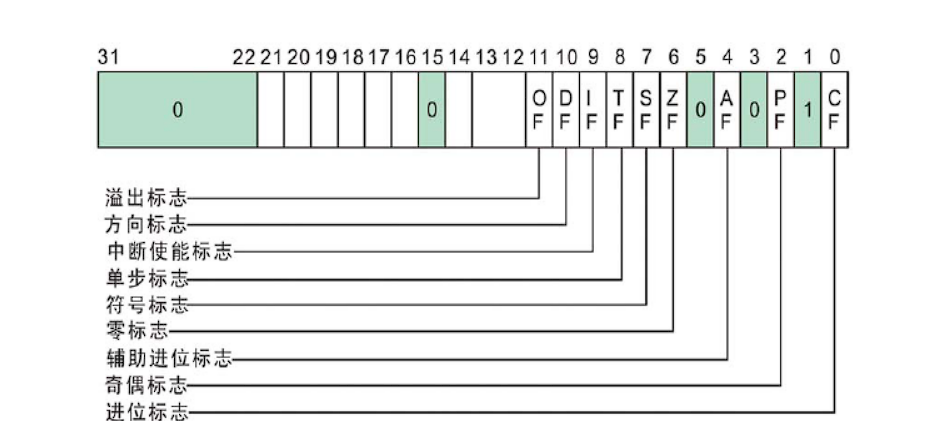 31 22 21 20 19 18 17 16 15 14 13 12 11 10 9 8 7 6 5 4 3 2 1 0
0 0 OF DF IF TF SF ZF 0 AF 0 PF 1 CF
溢出标志
方向标志
中断使能标志
单步标志
符号标志
零标志
辅助进位标志
奇偶标志
进位标志